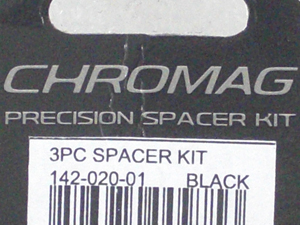 CHROMAG
PRECISION SPACER KIT
3PC SPACER KIT
142-020-01 BLACK